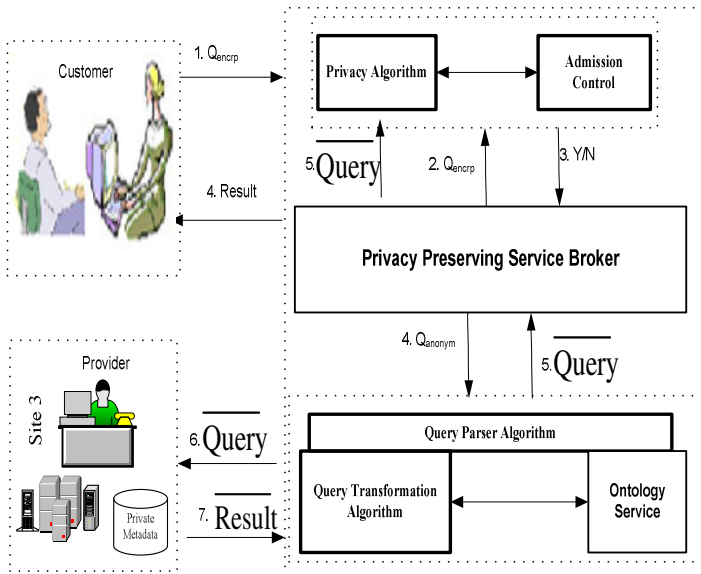 Customer
1. Qencrp
4. Result
Privacy Algorithm
Admission
Control
5. Query
2. Qencrp
3. Y/N
Privacy Preserving Service Broker
4. Qanonym
5. Query
Provider
Site 3
Private
Metadata
6. Query
7. Result
Query Parser Algorithm
Query Transformation
Algorithm
Ontology
Service